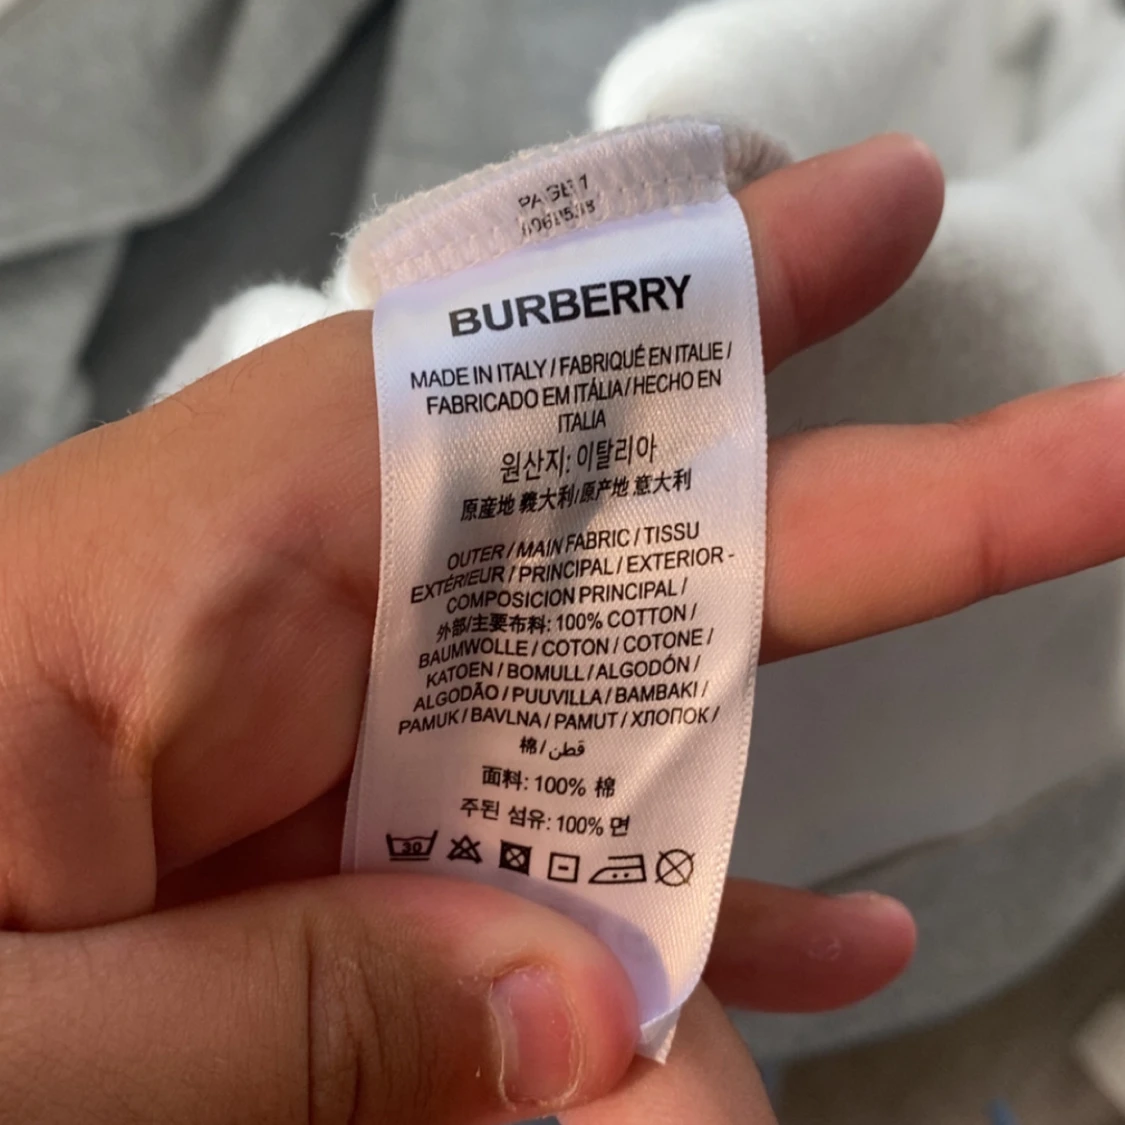 PAGE 1
BURBERRY
MADE IN ITALY / FABRIQUÉ EN ITALIE /
FABRICADO EM ITÁLIA / HECHO EN
ITALIA
원산지: 이탈리아
原産地 義大利/原产地 意大利
OUTER / MAIN FABRIC / TISSU
EXTÉRIEUR / PRINCIPAL / EXTERIOR -
COMPOSICION PRINCIPAL /
外部/主要布料: 100% COTTON /
BAUMWOLLE / COTON / COTONE /
KATOEN / BOMULL / ALGODÓN /
ALGODÃO / PUUVILLA / BAMBAKI /
PAMUK / BAVLNA / PAMUT / ХЛОПОК /
棉 / قطن
面料: 100% 棉
주된 섬유: 100% 면
30